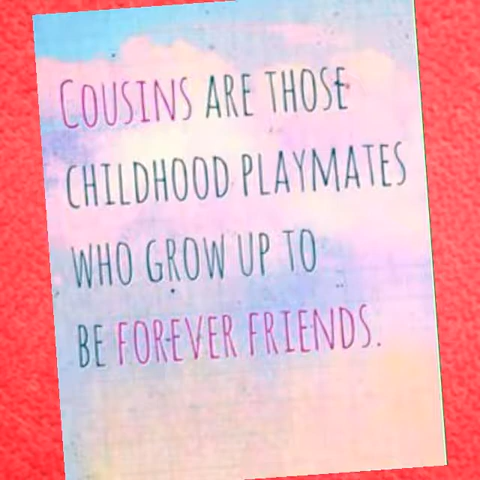 COUSINS ARE THOSE
CHILDHOOD PLAYMATES
WHO GROW UP TO
BE FOREVER FRIENDS.